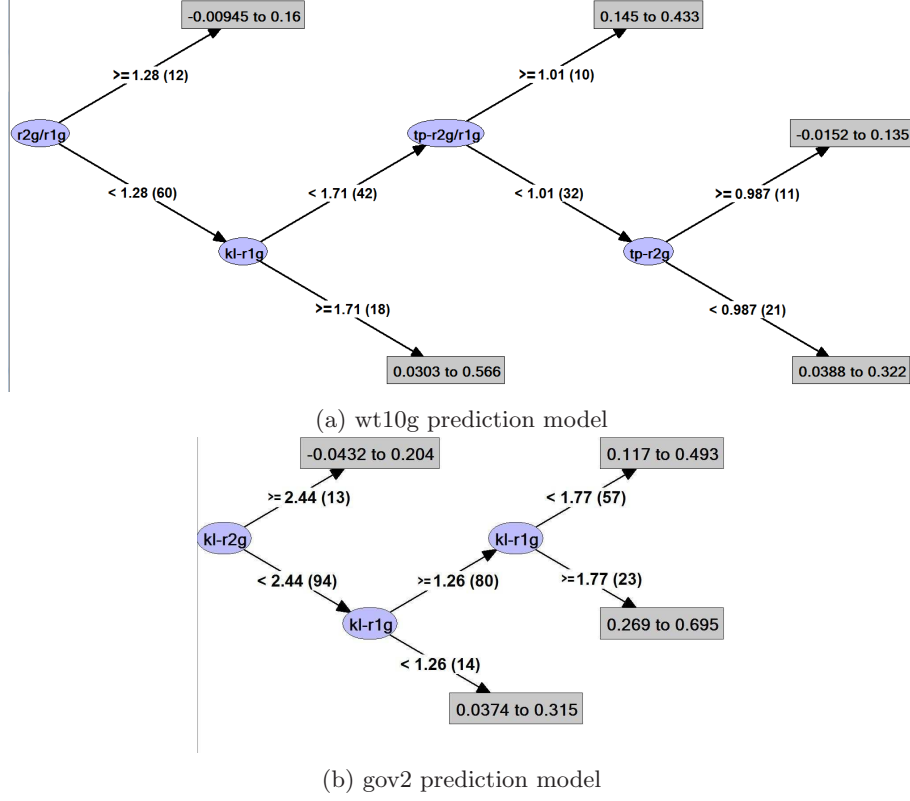 -0.00945 to 0.16
0.145 to 0.433
>=1.28 (12)
>=1.01 (10)
r2g/r1g
tp-r2g/r1g
-0.0152 to 0.135
< 1.28 (60)
< 1.71 (42)
< 1.01 (32)
>=0.987 (11)
kl-r1g
tp-r2g
>=1.71 (18)
< 0.987 (21)
0.0303 to 0.566
0.0388 to 0.322
(a) wt10g prediction model
-0.0432 to 0.204
0.117 to 0.493
>=2.44 (13)
< 1.77 (57)
kl-r2g
kl-r1g
< 2.44 (94)
>=1.26 (80)
>=1.77 (23)
kl-r1g
0.269 to 0.695
< 1.26 (14)
0.0374 to 0.315
(b) gov2 prediction model